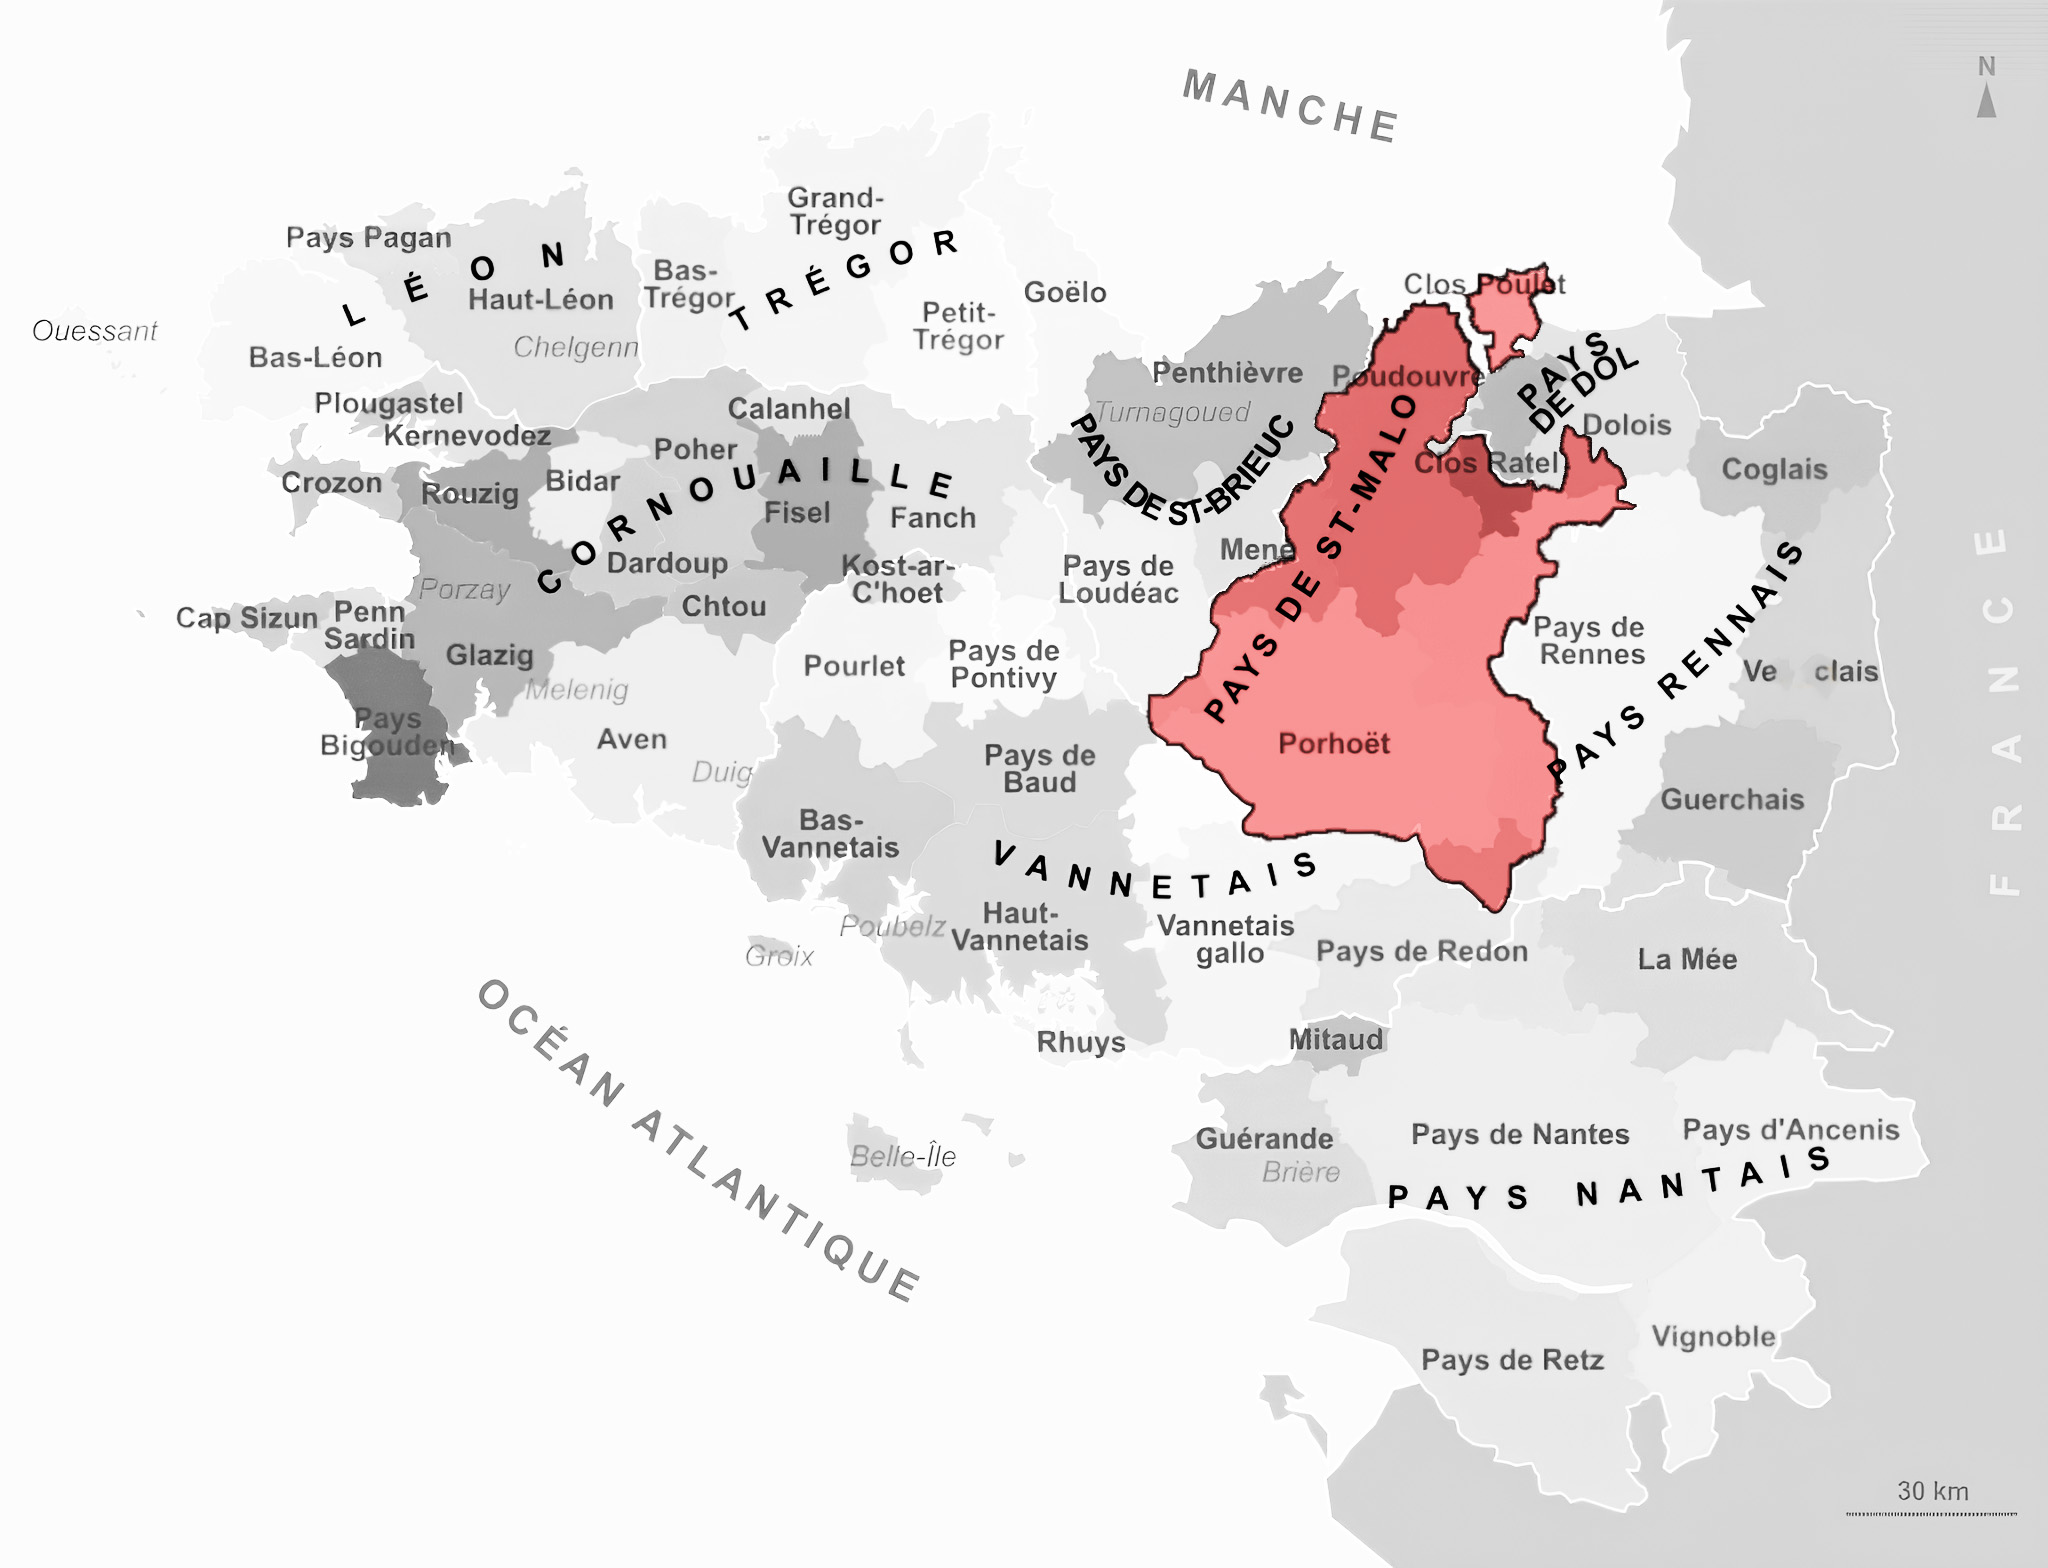 MANCHE
N
Grand-
Trégor
Pays Pagan
LÉON
Haut-Léon
Bas-
Trégor
TRÉGOR
Goëlo
Clos Poulet
Petit-
Trégor
Ouessant
Chelgenn
Bas-Léon
Penthièvre
Poudouvre
PAYS
DE DOL
Plougastel
Calanhel
Turnagoued
Dolois
Kernevodez
Poher
PAYS DE ST-BRIEUC
Clos Ratel
Coglais
Crozon
Rouzig
Bidar
CORNOUAILLE
Fisel
Fanch
PAYS DE ST-MALO
Mené
Dardoup
Kost-ar-
C'hoet
Pays de
Loudéac
Porzay
Cap Sizun
Penn
Sardin
Chtou
Pays de
Rennes
PAYS RENNAIS
FRANCE
Glazig
Pourlet
Pays de
Pontivy
Ve clais
Melenig
Pays
Bigouden
Aven
Porhoët
Duig
Pays de
Baud
Guerchais
Bas-
Vannetais
VANNETAIS
Poubelz
Haut-
Vannetais
Vannetais
gallo
Pays de Redon
La Mée
Groix
OCÉAN ATLANTIQUE
Rhuys
Mitaud
Belle-Île
Guérande
Brière
Pays de Nantes
Pays d'Ancenis
PAYS NANTAIS
Vignoble
Pays de Retz
30 km